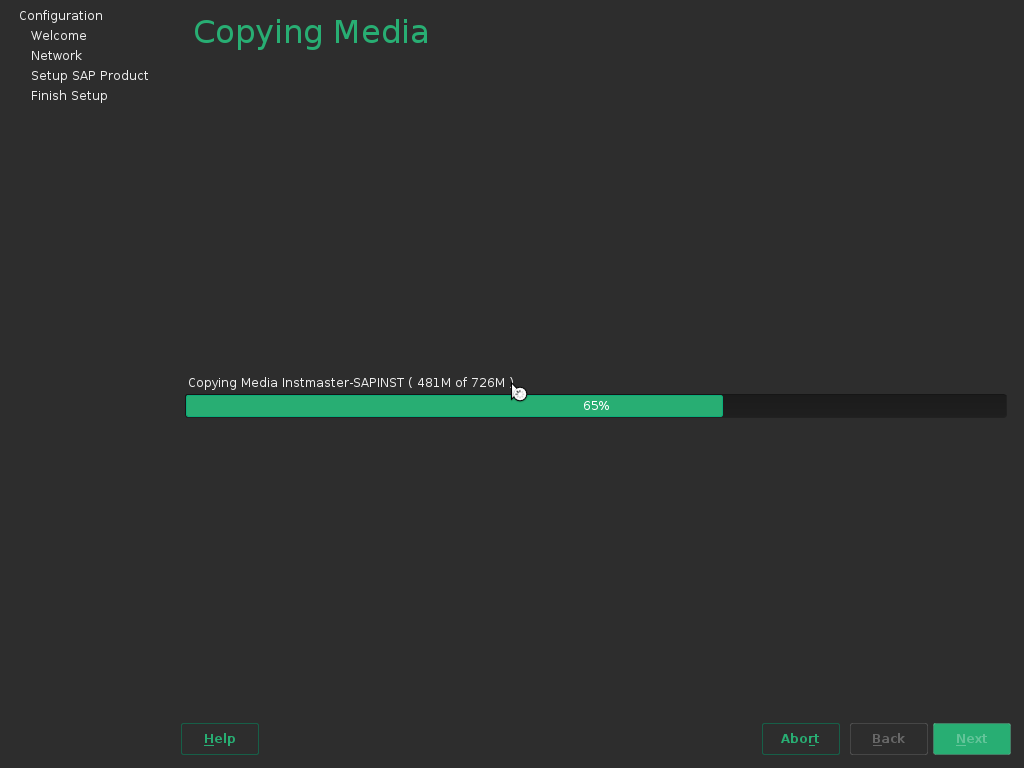 Configuration
Welcome
Network
Setup SAP Product
Finish Setup
Copying Media
Copying Media Instmaster-SAPINST ( 481M of 726M )
65%
Help
Abort
Back
Next